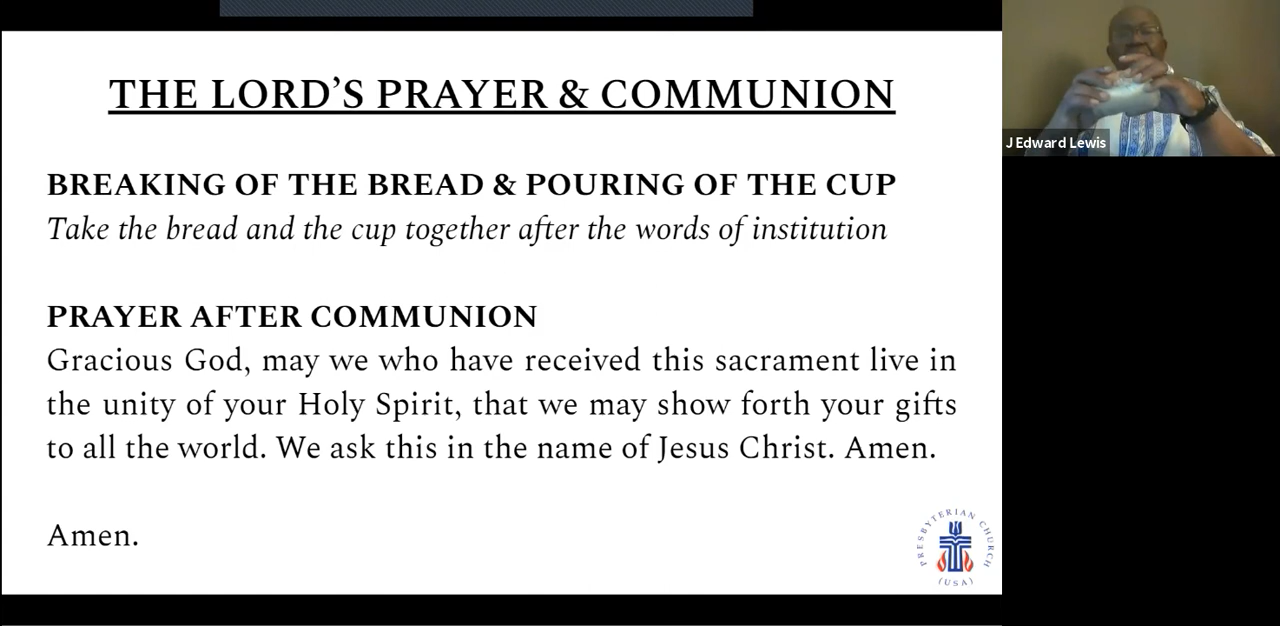 THE LORD’S PRAYER & COMMUNION
BREAKING OF THE BREAD & POURING OF THE CUP
Take the bread and the cup together after the words of institution
PRAYER AFTER COMMUNION
Gracious God, may we who have received this sacrament live in
the unity of your Holy Spirit, that we may show forth your gifts
to all the world. We ask this in the name of Jesus Christ. Amen.
Amen.
PRESBYTERIAN CHURCH
(USA)
J Edward Lewis